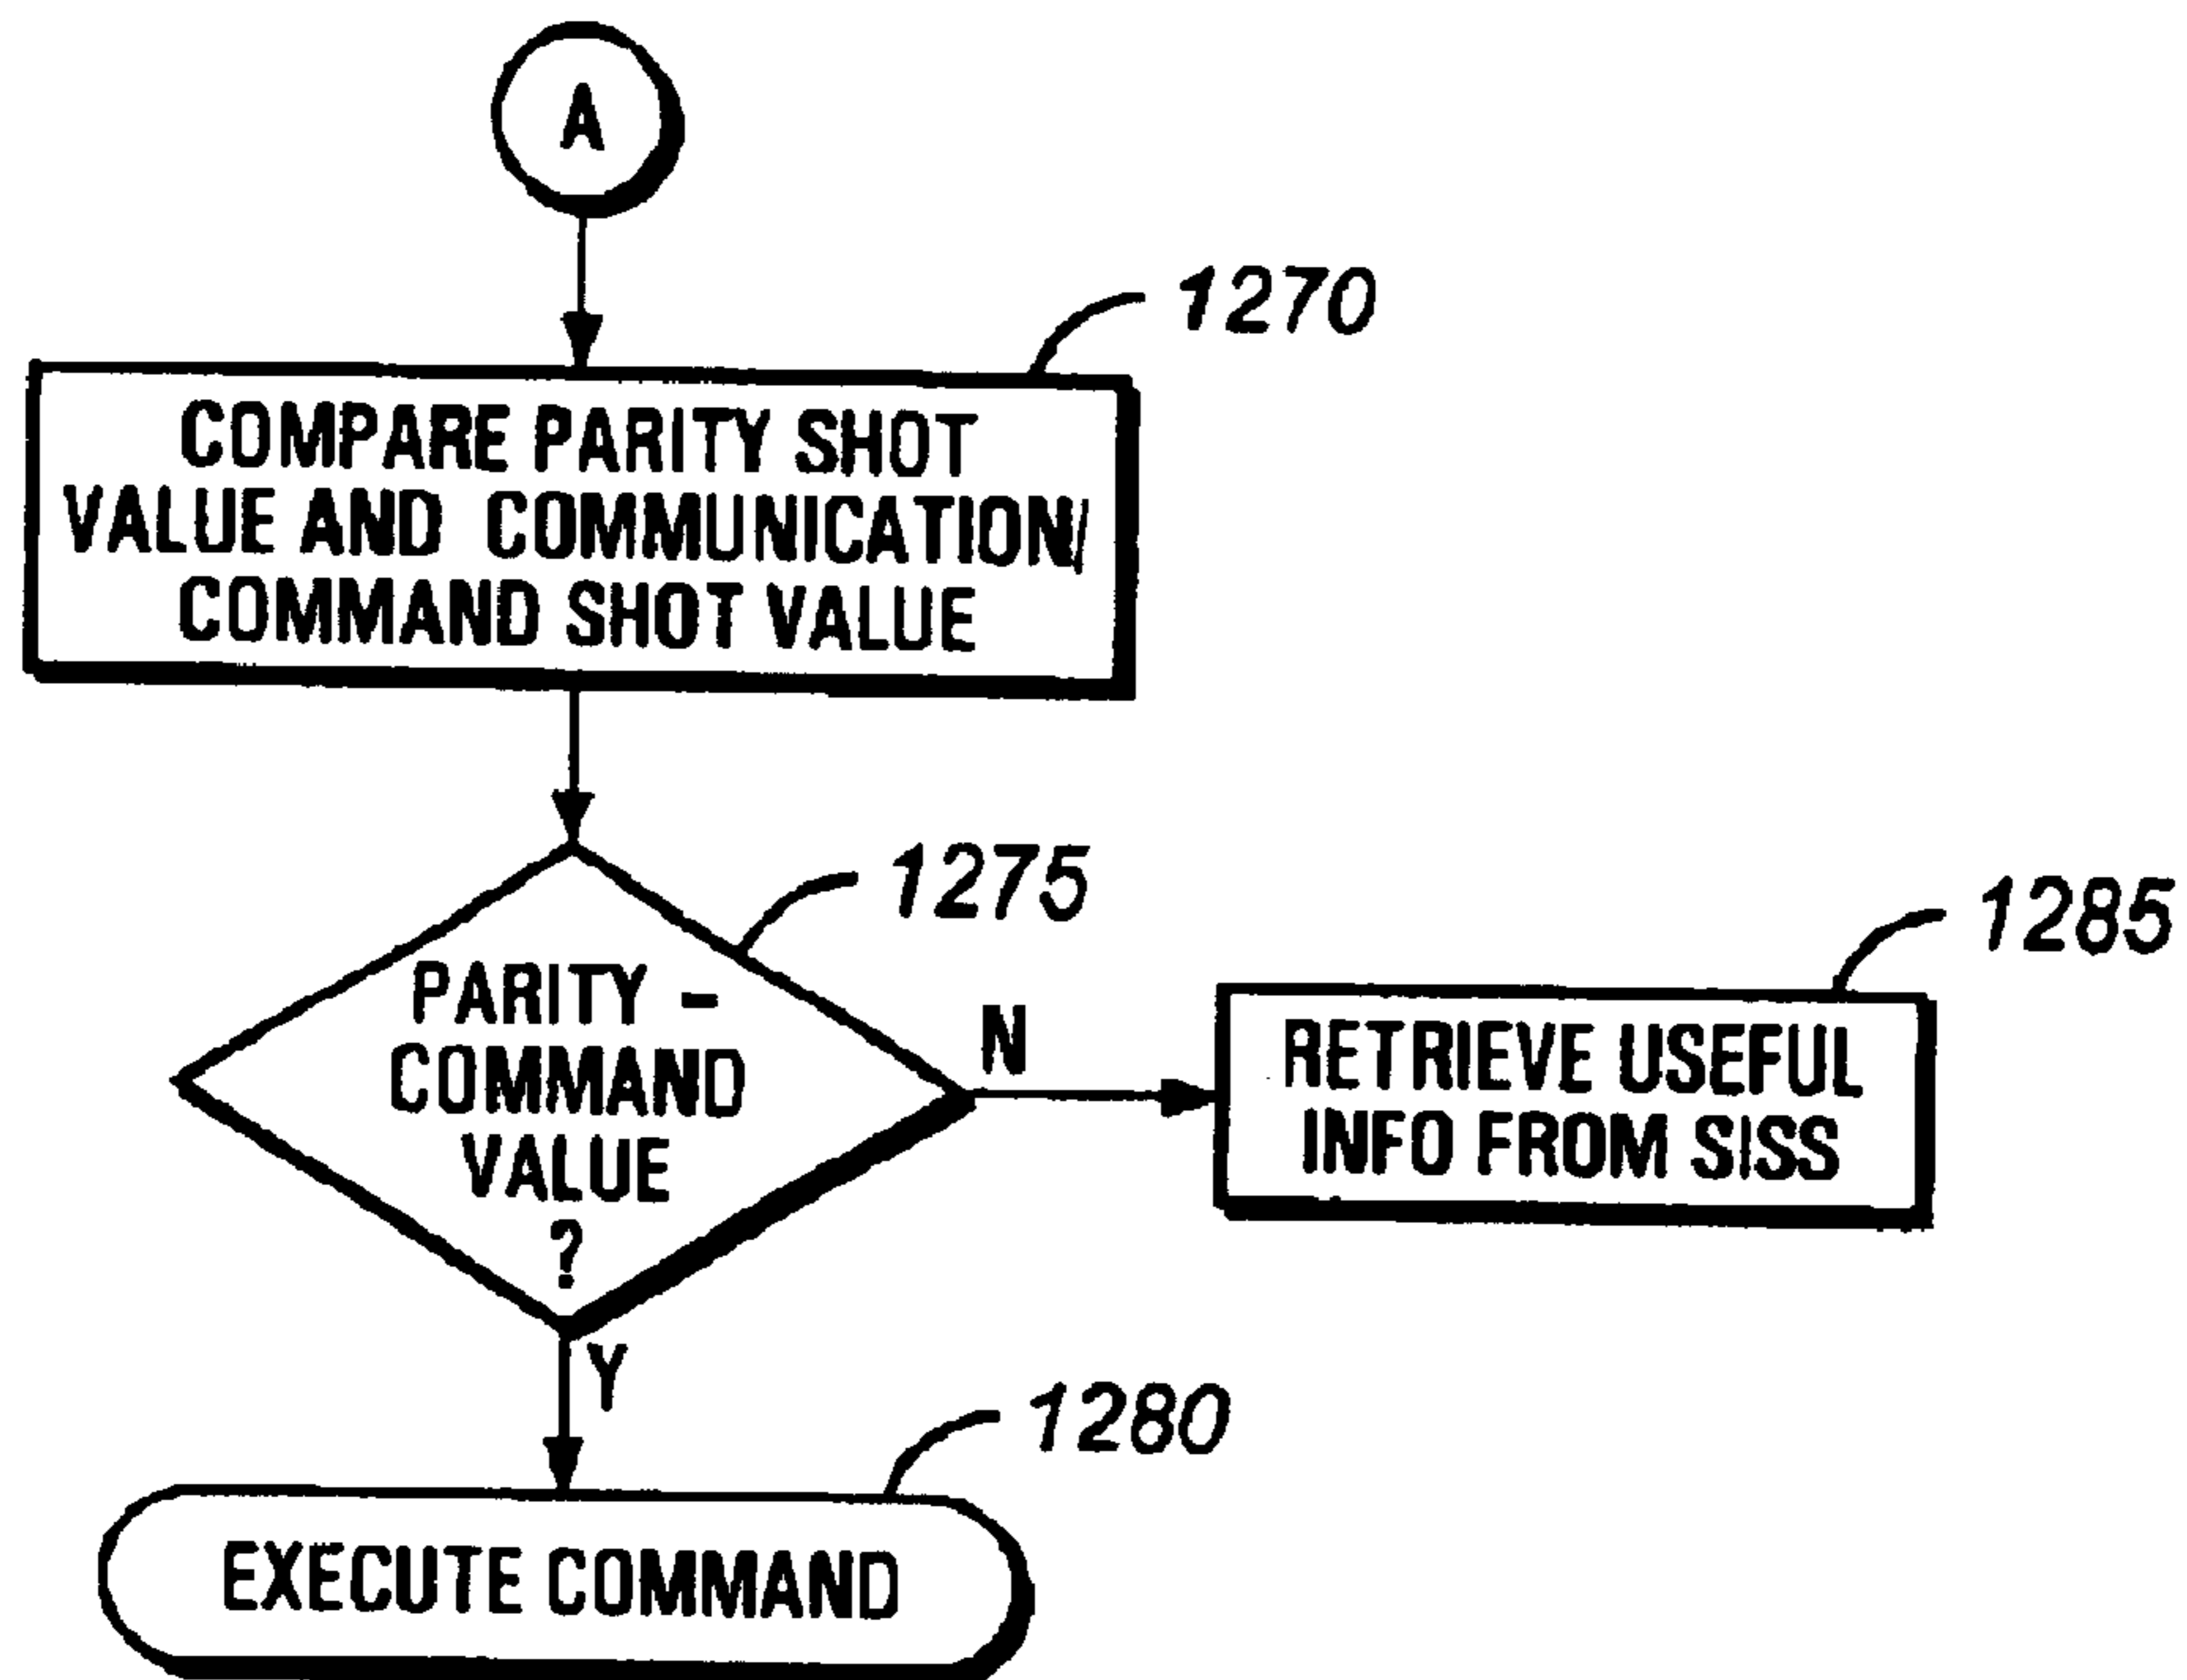 A
1270
COMPARE PARITY SHOT
VALUE AND COMMUNICATION/
COMMAND SHOT VALUE
1275
PARITY -
COMMAND
VALUE
?
N
1285
RETRIEVE USEFUL
INFO FROM SISS
Y
1280
EXECUTE COMMAND